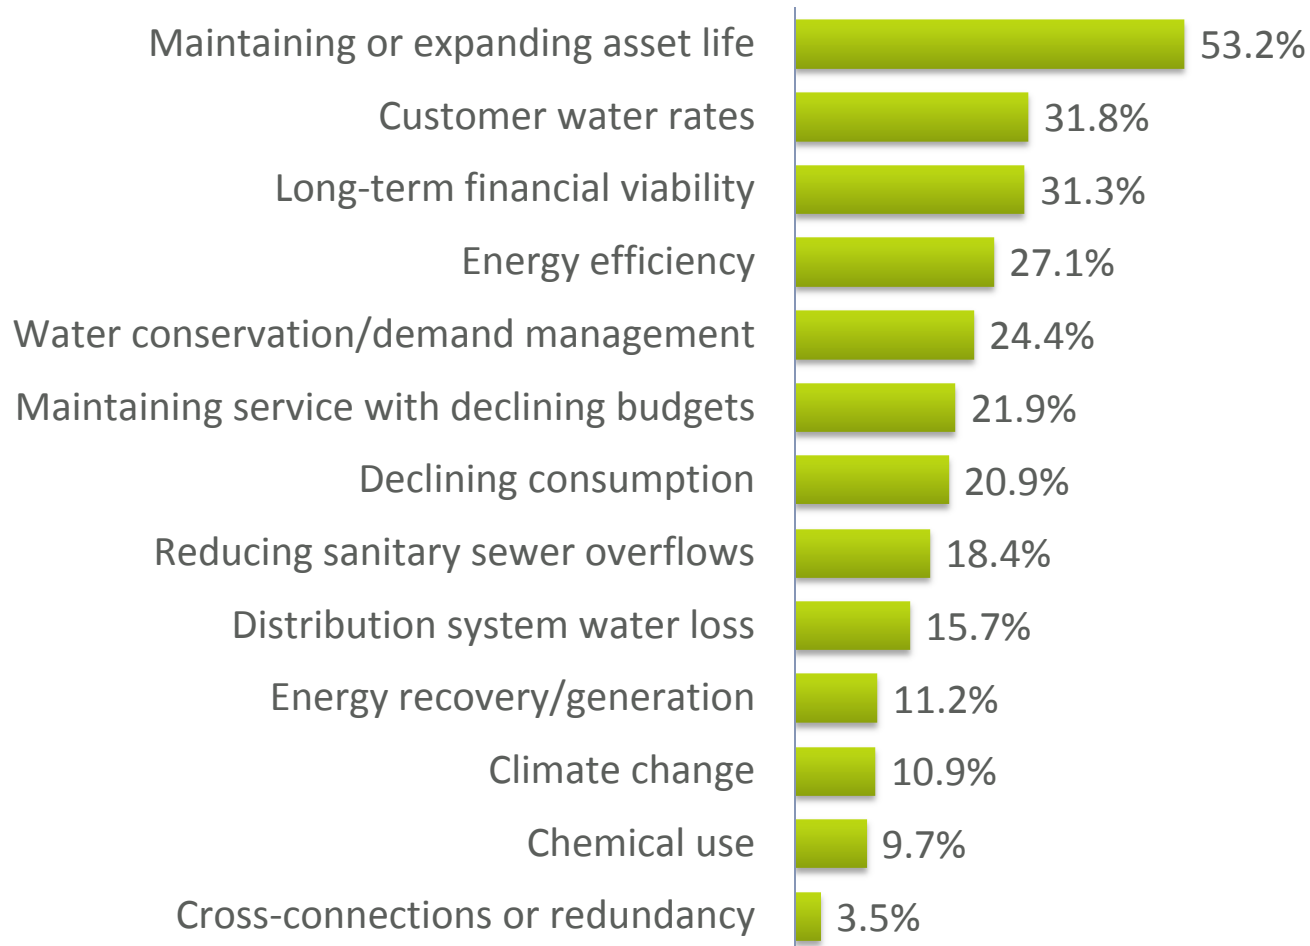 Maintaining or expanding asset life 53.2%
Customer water rates 31.8%
Long-term financial viability 31.3%
Energy efficiency 27.1%
Water conservation/demand management 24.4%
Maintaining service with declining budgets 21.9%
Declining consumption 20.9%
Reducing sanitary sewer overflows 18.4%
Distribution system water loss 15.7%
Energy recovery/generation 11.2%
Climate change 10.9%
Chemical use 9.7%
Cross-connections or redundancy 3.5%